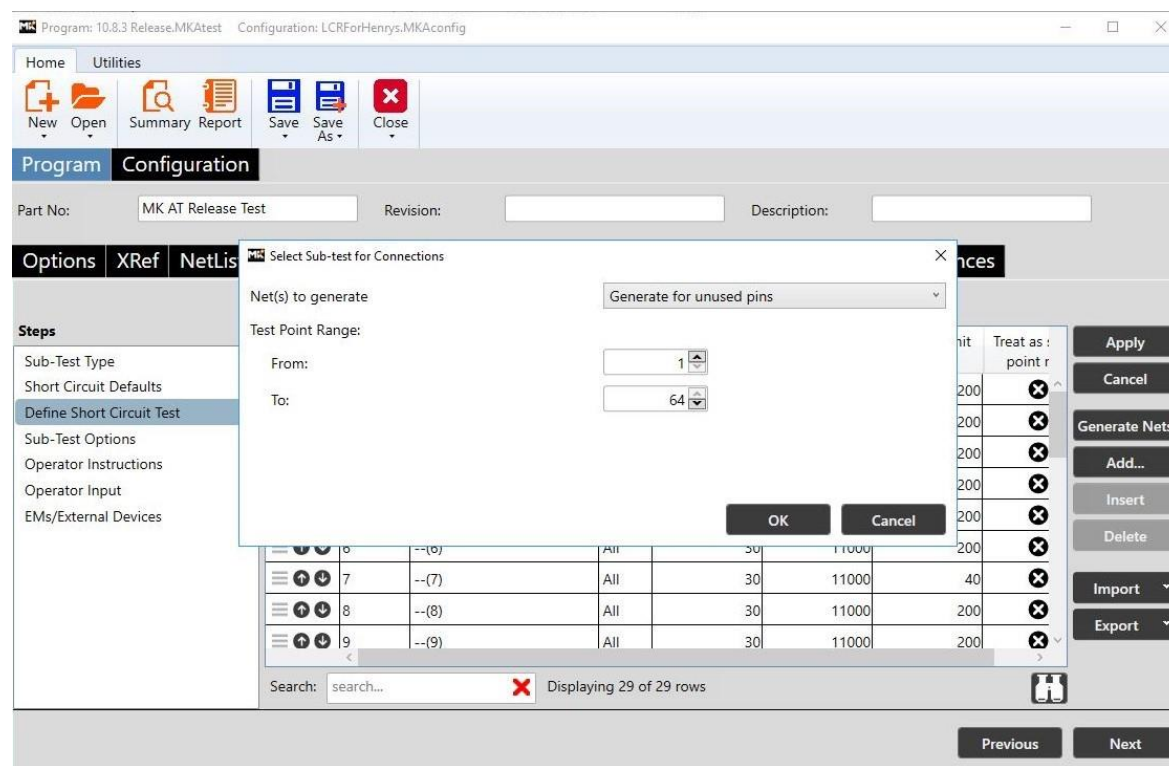 MK Program: 10.8.3 Release.MKAtest Configuration: LCRForHenrys.MKAconfig
Home Utilities
New Open Summary Report Save Save As Close
Program Configuration
Part No: MK AT Release Test Revision: Description:
Options XRef NetLis
MK Select Sub-test for Connections
nces
Net(s) to generate Generate for unused pins
Test Point Range:
From: 1
To: 64
OK Cancel
Steps
Sub-Test Type
Short Circuit Defaults
Define Short Circuit Test
Sub-Test Options
Operator Instructions
Operator Input
EMs/External Devices
nit Treat as s
point r
200
200
200
200
200
6 --(6) All 30 11000 200
7 --(7) All 30 11000 40
8 --(8) All 30 11000 200
9 --(9) All 30 11000 200
Search: search... Displaying 29 of 29 rows
Apply
Cancel
Generate Nets
Add...
Insert
Delete
Import
Export
Previous Next